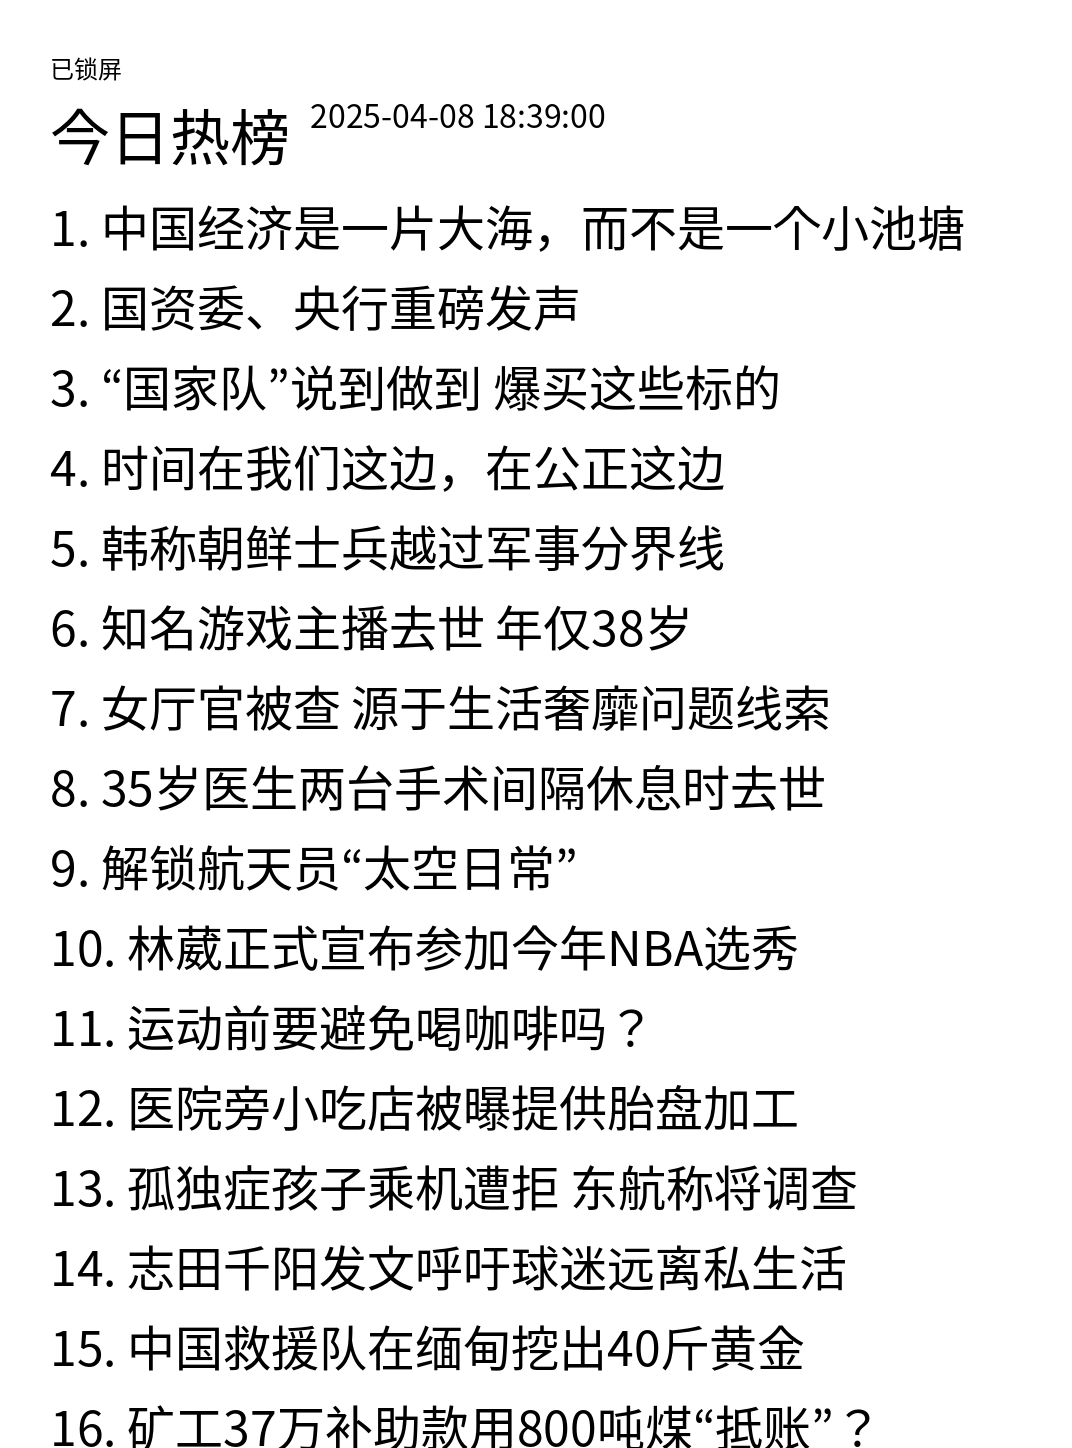 已锁屏
今日热榜 2025-04-08 18:39:00
1. 中国经济是一片大海，而不是一个小池塘
2. 国资委、央行重磅发声
3. “国家队”说到做到 爆买这些标的
4. 时间在我们这边，在公正这边
5. 韩称朝鲜士兵越过军事分界线
6. 知名游戏主播去世 年仅38岁
7. 女厅官被查 源于生活奢靡问题线索
8. 35岁医生两台手术间隔休息时去世
9. 解锁航天员“太空日常”
10. 林葳正式宣布参加今年NBA选秀
11. 运动前要避免喝咖啡吗？
12. 医院旁小吃店被曝提供胎盘加工
13. 孤独症孩子乘机遭拒 东航称将调查
14. 志田千阳发文呼吁球迷远离私生活
15. 中国救援队在缅甸挖出40斤黄金
16. 矿工37万补助款用800吨煤“抵账”？